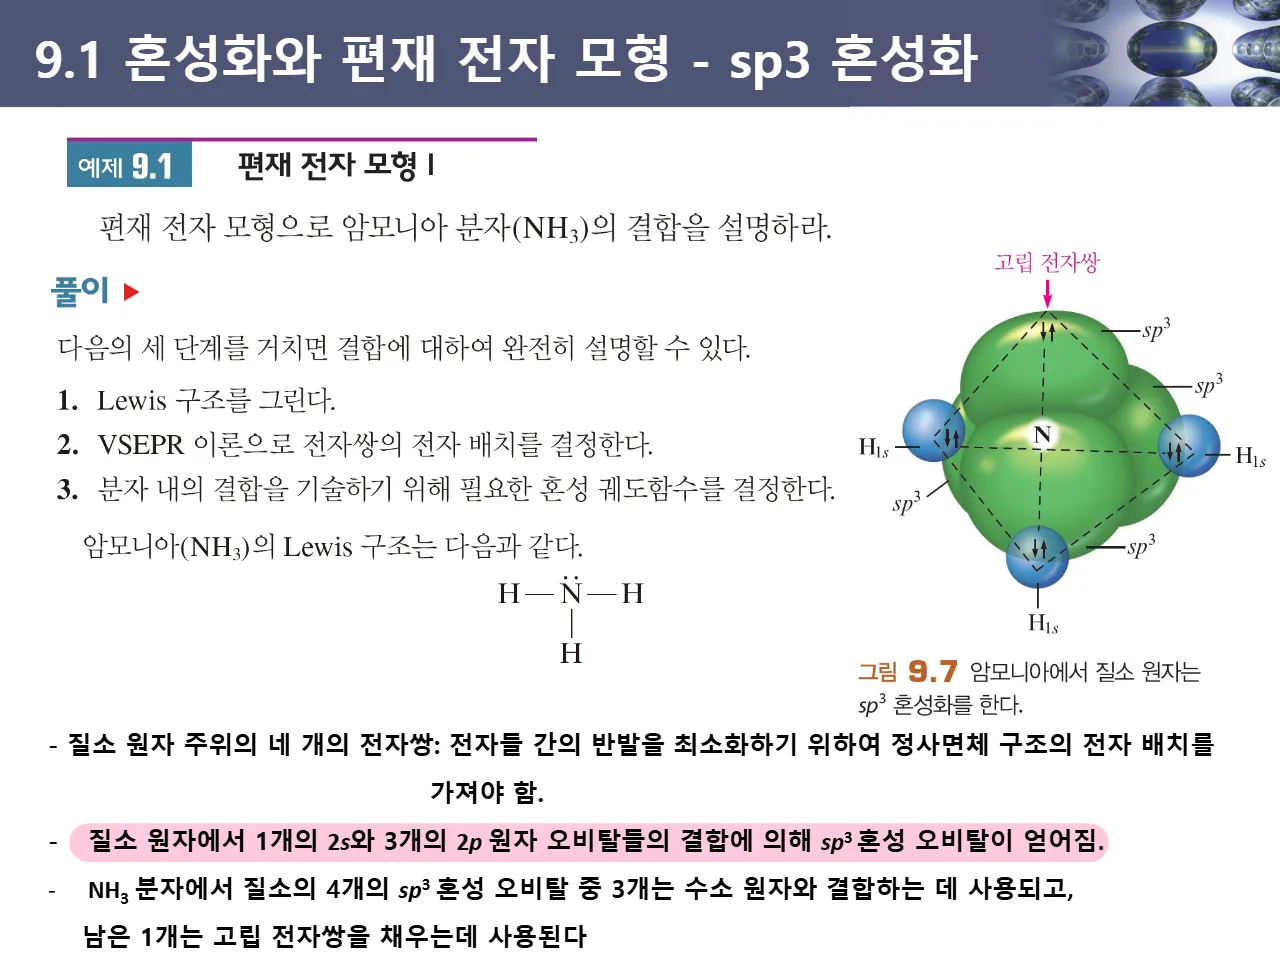 9.1 혼성화와 편재 전자 모형 - sp3 혼성화
예제 9.1 편재 전자 모형 I
편재 전자 모형으로 암모니아 분자(NH₃)의 결합을 설명하라.
풀이 ▶
다음의 세 단계를 거치면 결합에 대하여 완전히 설명할 수 있다.
1. Lewis 구조를 그린다.
2. VSEPR 이론으로 전자쌍의 전자 배치를 결정한다.
3. 분자 내의 결합을 기술하기 위해 필요한 혼성 궤도함수를 결정한다.
암모니아(NH₃)의 Lewis 구조는 다음과 같다.
H — N̈ — H
H
고립 전자쌍
sp³
sp³
N
H1s
H1s
sp³
sp³
H1s
그림 9.7 암모니아에서 질소 원자는
sp³ 혼성화를 한다.
- 질소 원자 주위의 네 개의 전자쌍: 전자들 간의 반발을 최소화하기 위하여 정사면체 구조의 전자 배치를
가져야 함.
- 질소 원자에서 1개의 2s와 3개의 2p 원자 오비탈들의 결합에 의해 sp³ 혼성 오비탈이 얻어짐.
- NH₃ 분자에서 질소의 4개의 sp³ 혼성 오비탈 중 3개는 수소 원자와 결합하는 데 사용되고,
남은 1개는 고립 전자쌍을 채우는데 사용된다